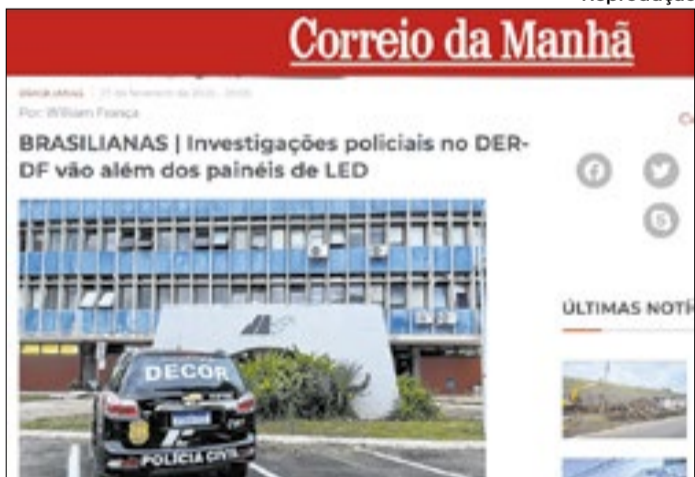 Correio da Manhã
Por: William França
BRASILIANAS | Investigações policiais no DER-
DF vão além dos painéis de LED
ÚLTIMAS NOTÍ
DECOR
POLÍCIA CIVIL